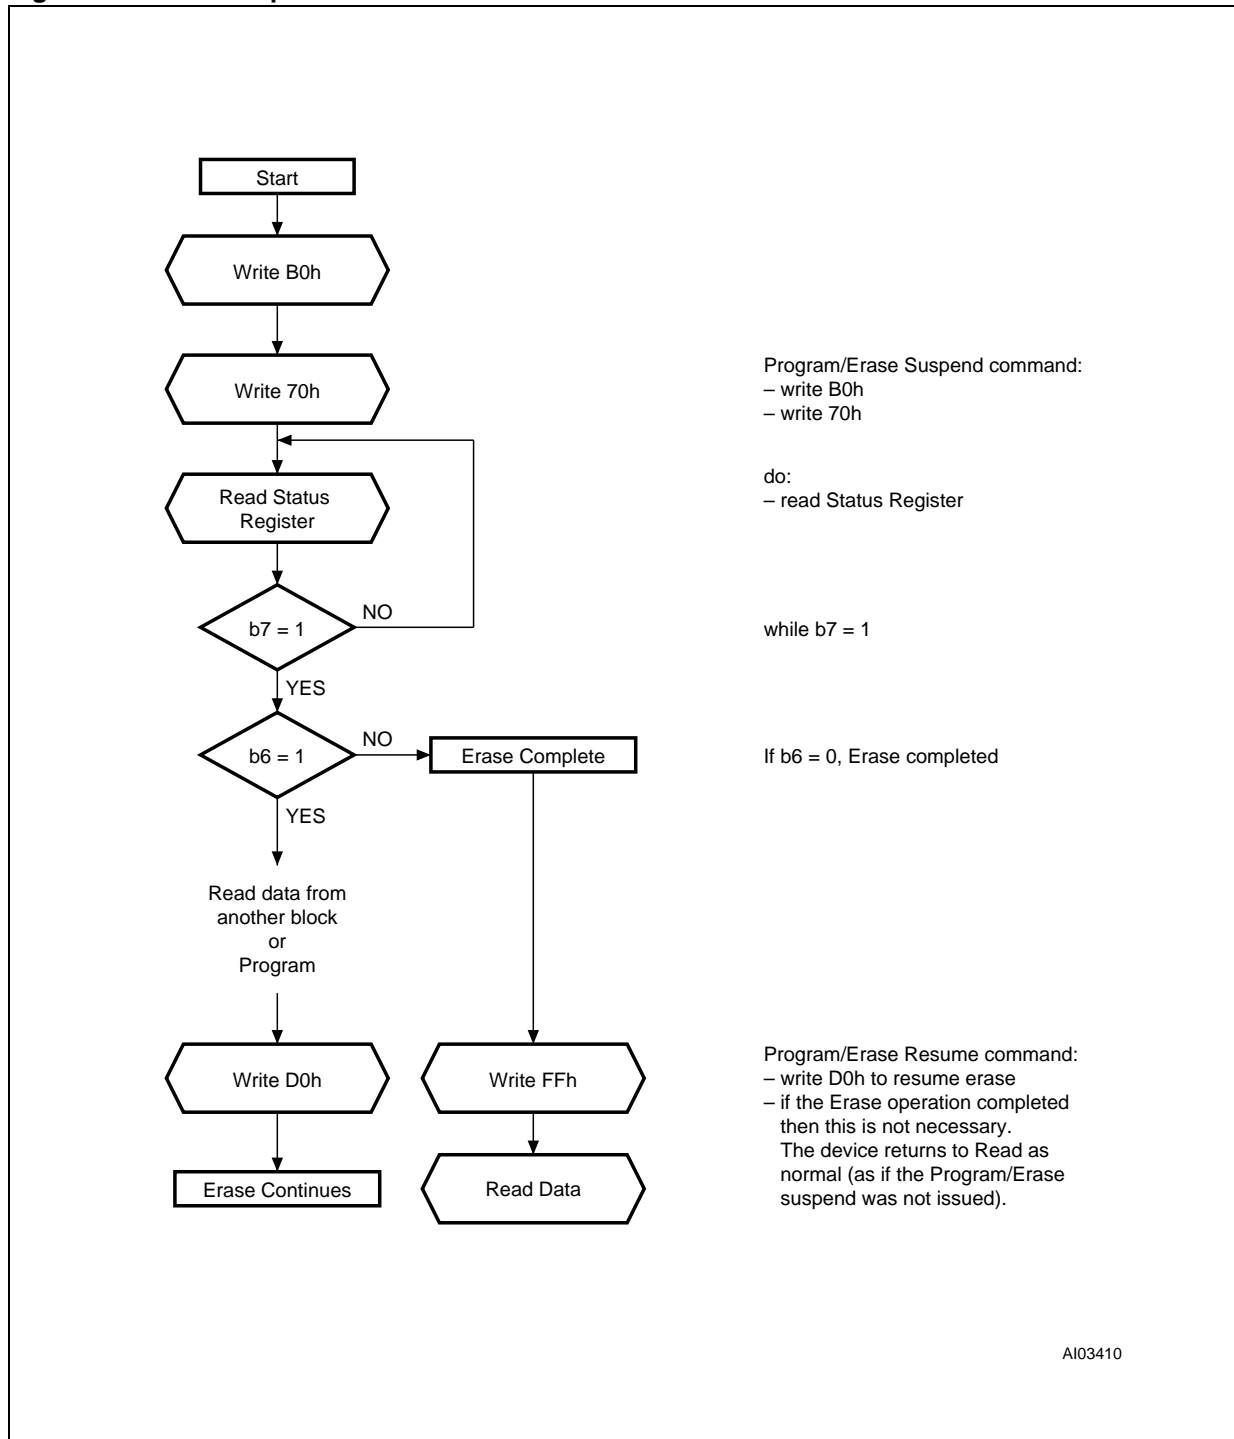 Start
Write B0h
Write 70h
Program/Erase Suspend command:
– write B0h
– write 70h
Read Status
Register
do:
– read Status Register
b7 = 1
NO
while b7 = 1
YES
b6 = 1
NO
Erase Complete
If b6 = 0, Erase completed
YES
Read data from
another block
or
Program
Write D0h
Write FFh
Program/Erase Resume command:
– write D0h to resume erase
– if the Erase operation completed
then this is not necessary.
The device returns to Read as
normal (as if the Program/Erase
suspend was not issued).
Erase Continues
Read Data
AI03410